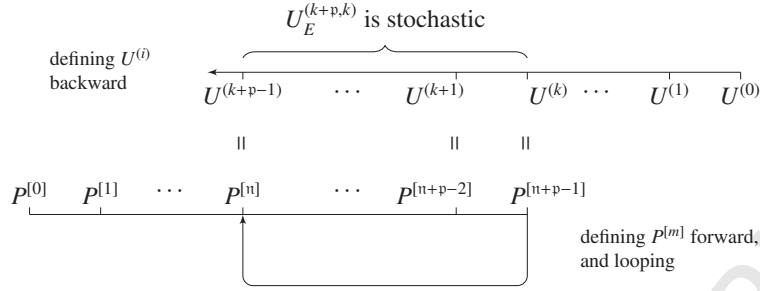 U_E^{(k+𝔭,k)} is stochastic
defining U^{(i)}
backward
U^{(k+𝔭−1)} ⋯ U^{(k+1)} U^{(k)} ⋯ U^{(1)} U^{(0)}
= = =
P^{[0]} P^{[1]} ⋯ P^{[𝔫]} ⋯ P^{[𝔫+𝔭−2]} P^{[𝔫+𝔭−1]}
defining P^{[m]} forward,
and looping